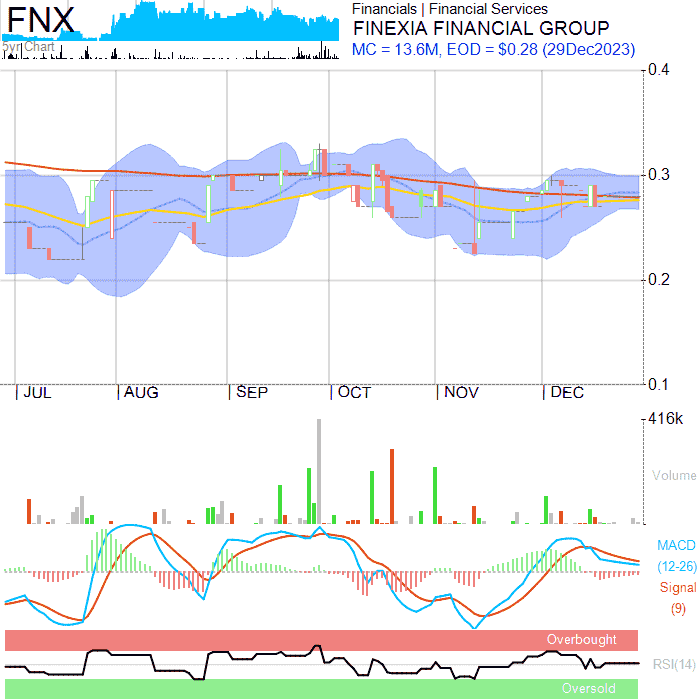 FNX
5yr Chart
Financials | Financial Services
FINEXIA FINANCIAL GROUP
MC = 13.6M, EOD = $0.28 (29Dec2023)
0.4
0.3
0.2
0.1
JUL AUG SEP OCT NOV DEC
416k
Volume
MACD
(12-26)
Signal
(9)
Overbought
RSI(14)
Oversold